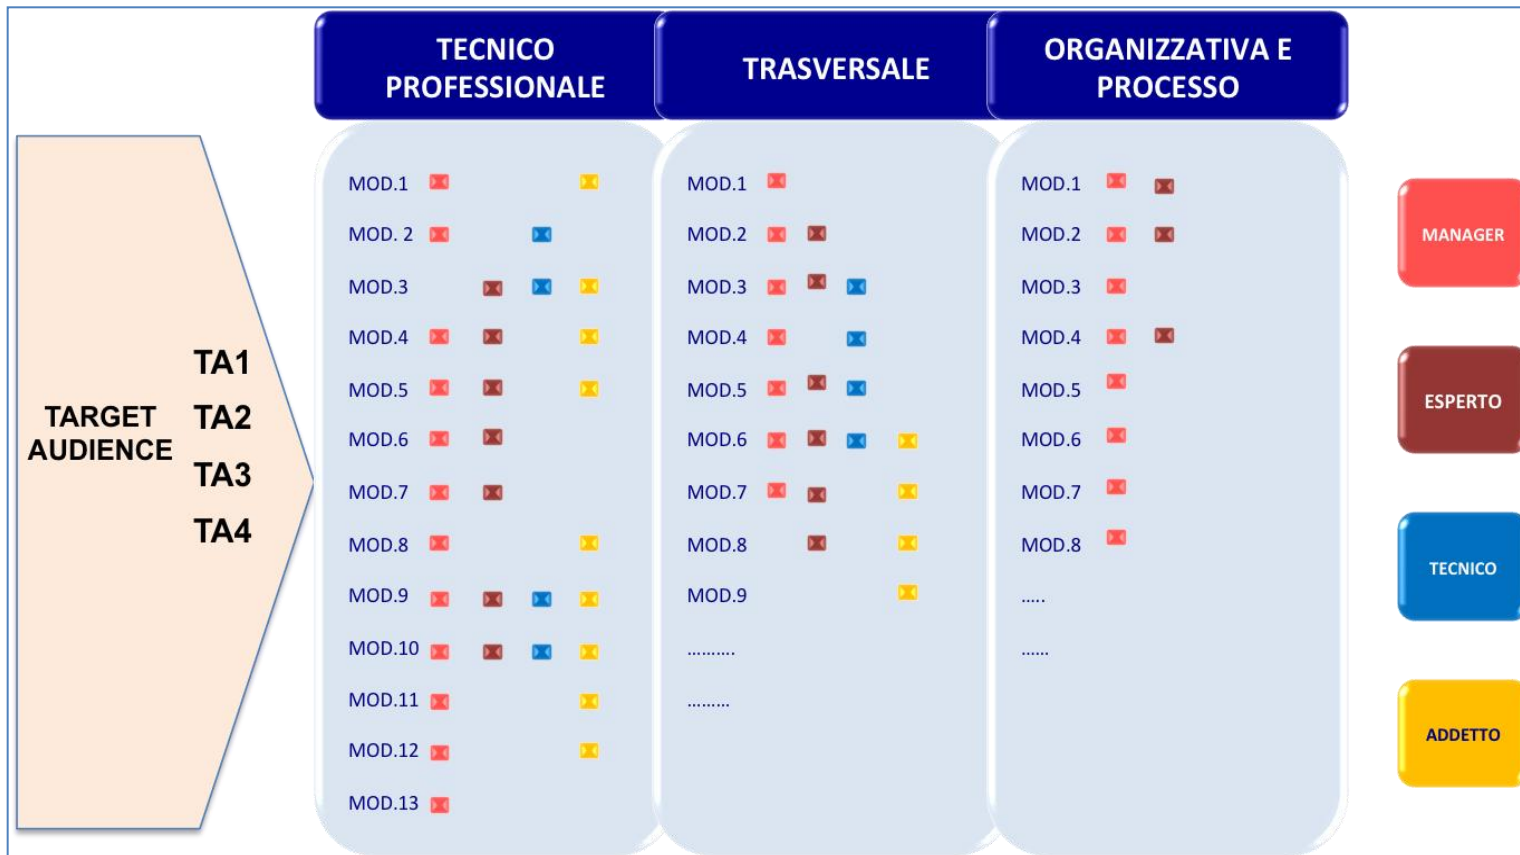 TECNICO
PROFESSIONALE
TRASVERSALE
ORGANIZZATIVA E
PROCESSO
TARGET
AUDIENCE
TA1
TA2
TA3
TA4
MOD.1
MOD. 2
MOD.3
MOD.4
MOD.5
MOD.6
MOD.7
MOD.8
MOD.9
MOD.10
MOD.11
MOD.12
MOD.13
MOD.1
MOD.2
MOD.3
MOD.4
MOD.5
MOD.6
MOD.7
MOD.8
MOD.9
..........
.........
MOD.1
MOD.2
MOD.3
MOD.4
MOD.5
MOD.6
MOD.7
MOD.8
.....
......
MANAGER
ESPERTO
TECNICO
ADDETTO